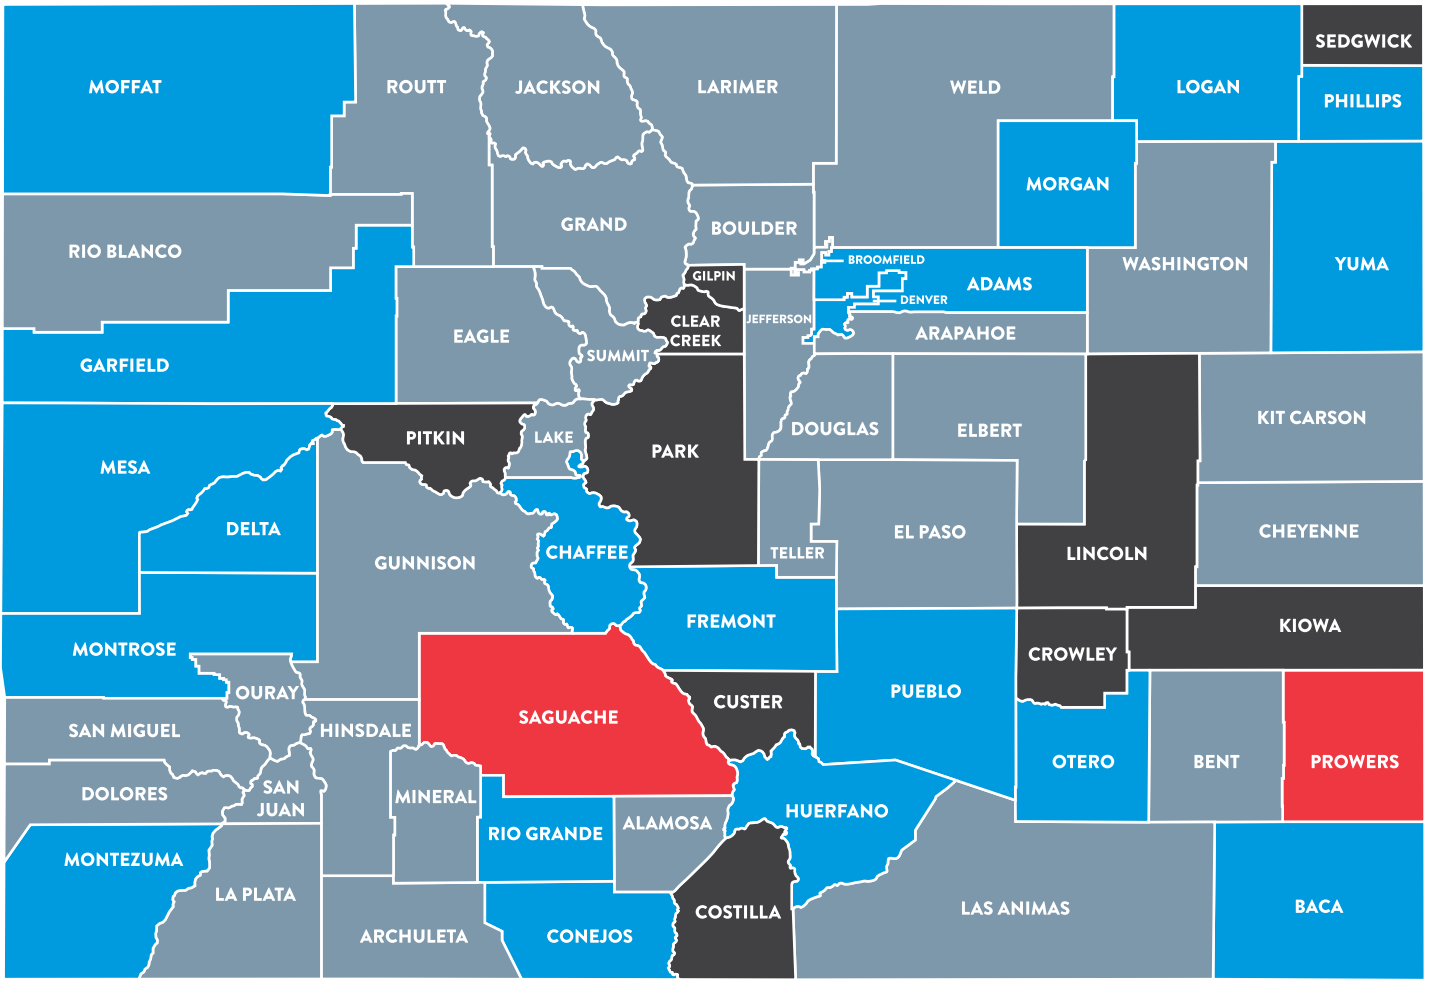 MOFFAT
ROUTT
JACKSON
LARIMER
WELD
LOGAN
SEDGWICK
PHILLIPS
MORGAN
RIO BLANCO
GRAND
BOULDER
BROOMFIELD
WASHINGTON
YUMA
GILPIN
ADAMS
DENVER
CLEAR
CREEK
JEFFERSON
ARAPAHOE
EAGLE
SUMMIT
GARFIELD
MESA
PITKIN
LAKE
PARK
DOUGLAS
ELBERT
KIT CARSON
DELTA
GUNNISON
CHAFFEE
TELLER
EL PASO
LINCOLN
CHEYENNE
MONTROSE
FREMONT
CROWLEY
KIOWA
OURAY
SAN MIGUEL
HINSDALE
SAGUACHE
CUSTER
PUEBLO
OTERO
BENT
PROWERS
DOLORES
SAN
JUAN
MINERAL
RIO GRANDE
ALAMOSA
HUERFANO
MONTEZUMA
LA PLATA
ARCHULETA
CONEJOS
COSTILLA
LAS ANIMAS
BACA